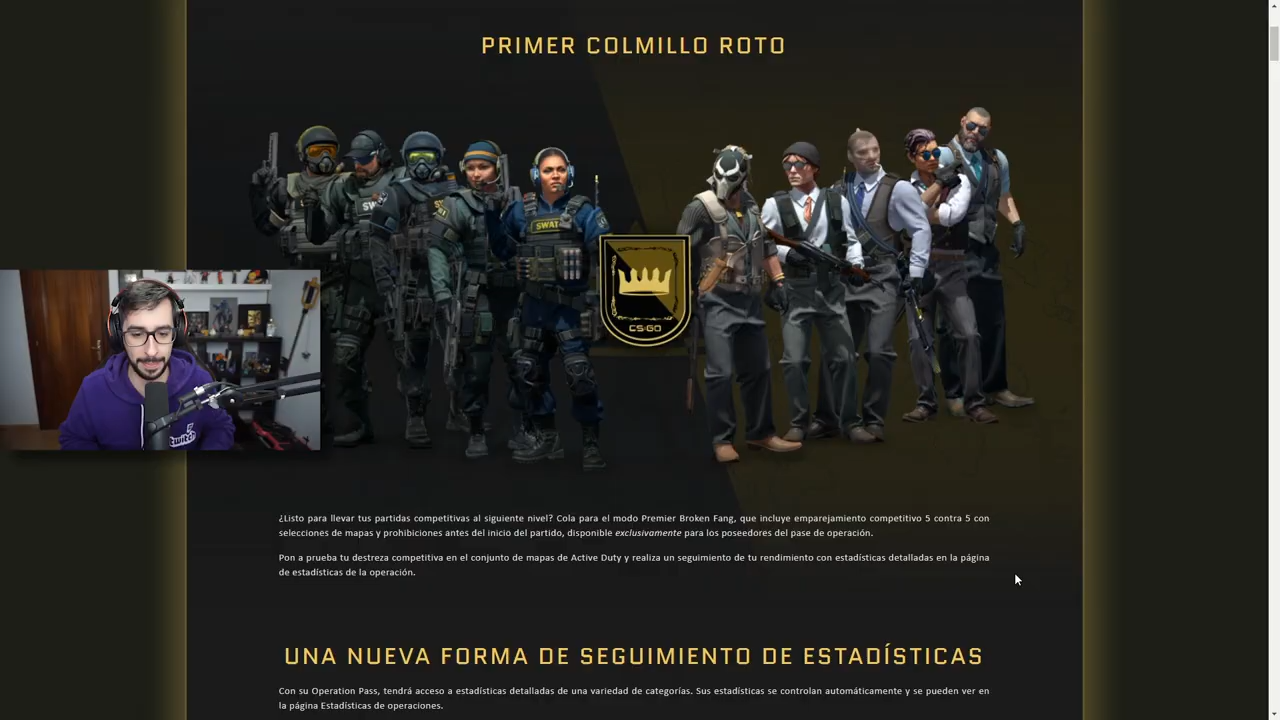 PRIMER COLMILLO ROTO
SWAT
CS:GO
twitch
¿Listo para llevar tus partidas competitivas al siguiente nivel? Cola para el modo Premier Broken Fang, que incluye emparejamiento competitivo 5 contra 5 con
selecciones de mapas y prohibiciones antes del inicio del partido, disponible exclusivamente para los poseedores del pase de operación.
Pon a prueba tu destreza competitiva en el conjunto de mapas de Active Duty y realiza un seguimiento de tu rendimiento con estadísticas detalladas en la página
de estadísticas de la operación.
UNA NUEVA FORMA DE SEGUIMIENTO DE ESTADÍSTICAS
Con su Operation Pass, tendrá acceso a estadísticas detalladas de una variedad de categorías. Sus estadísticas se controlan automáticamente y se pueden ver en
la página Estadísticas de operaciones.